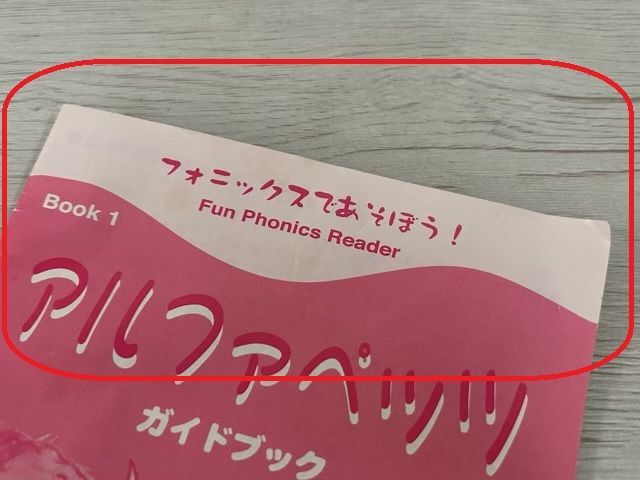 フォニックスであそぼう!
Fun Phonics Reader
Book 1
アルファペッツ
ガイドブック